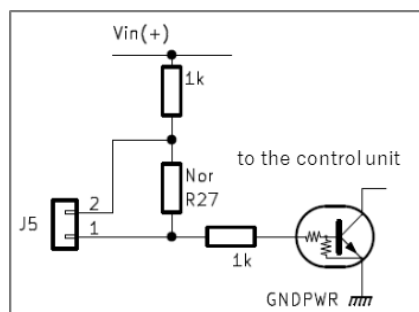 Vin(+)
1k
Nor
R27
to the control unit
J5
2
1
1k
GNDPWR